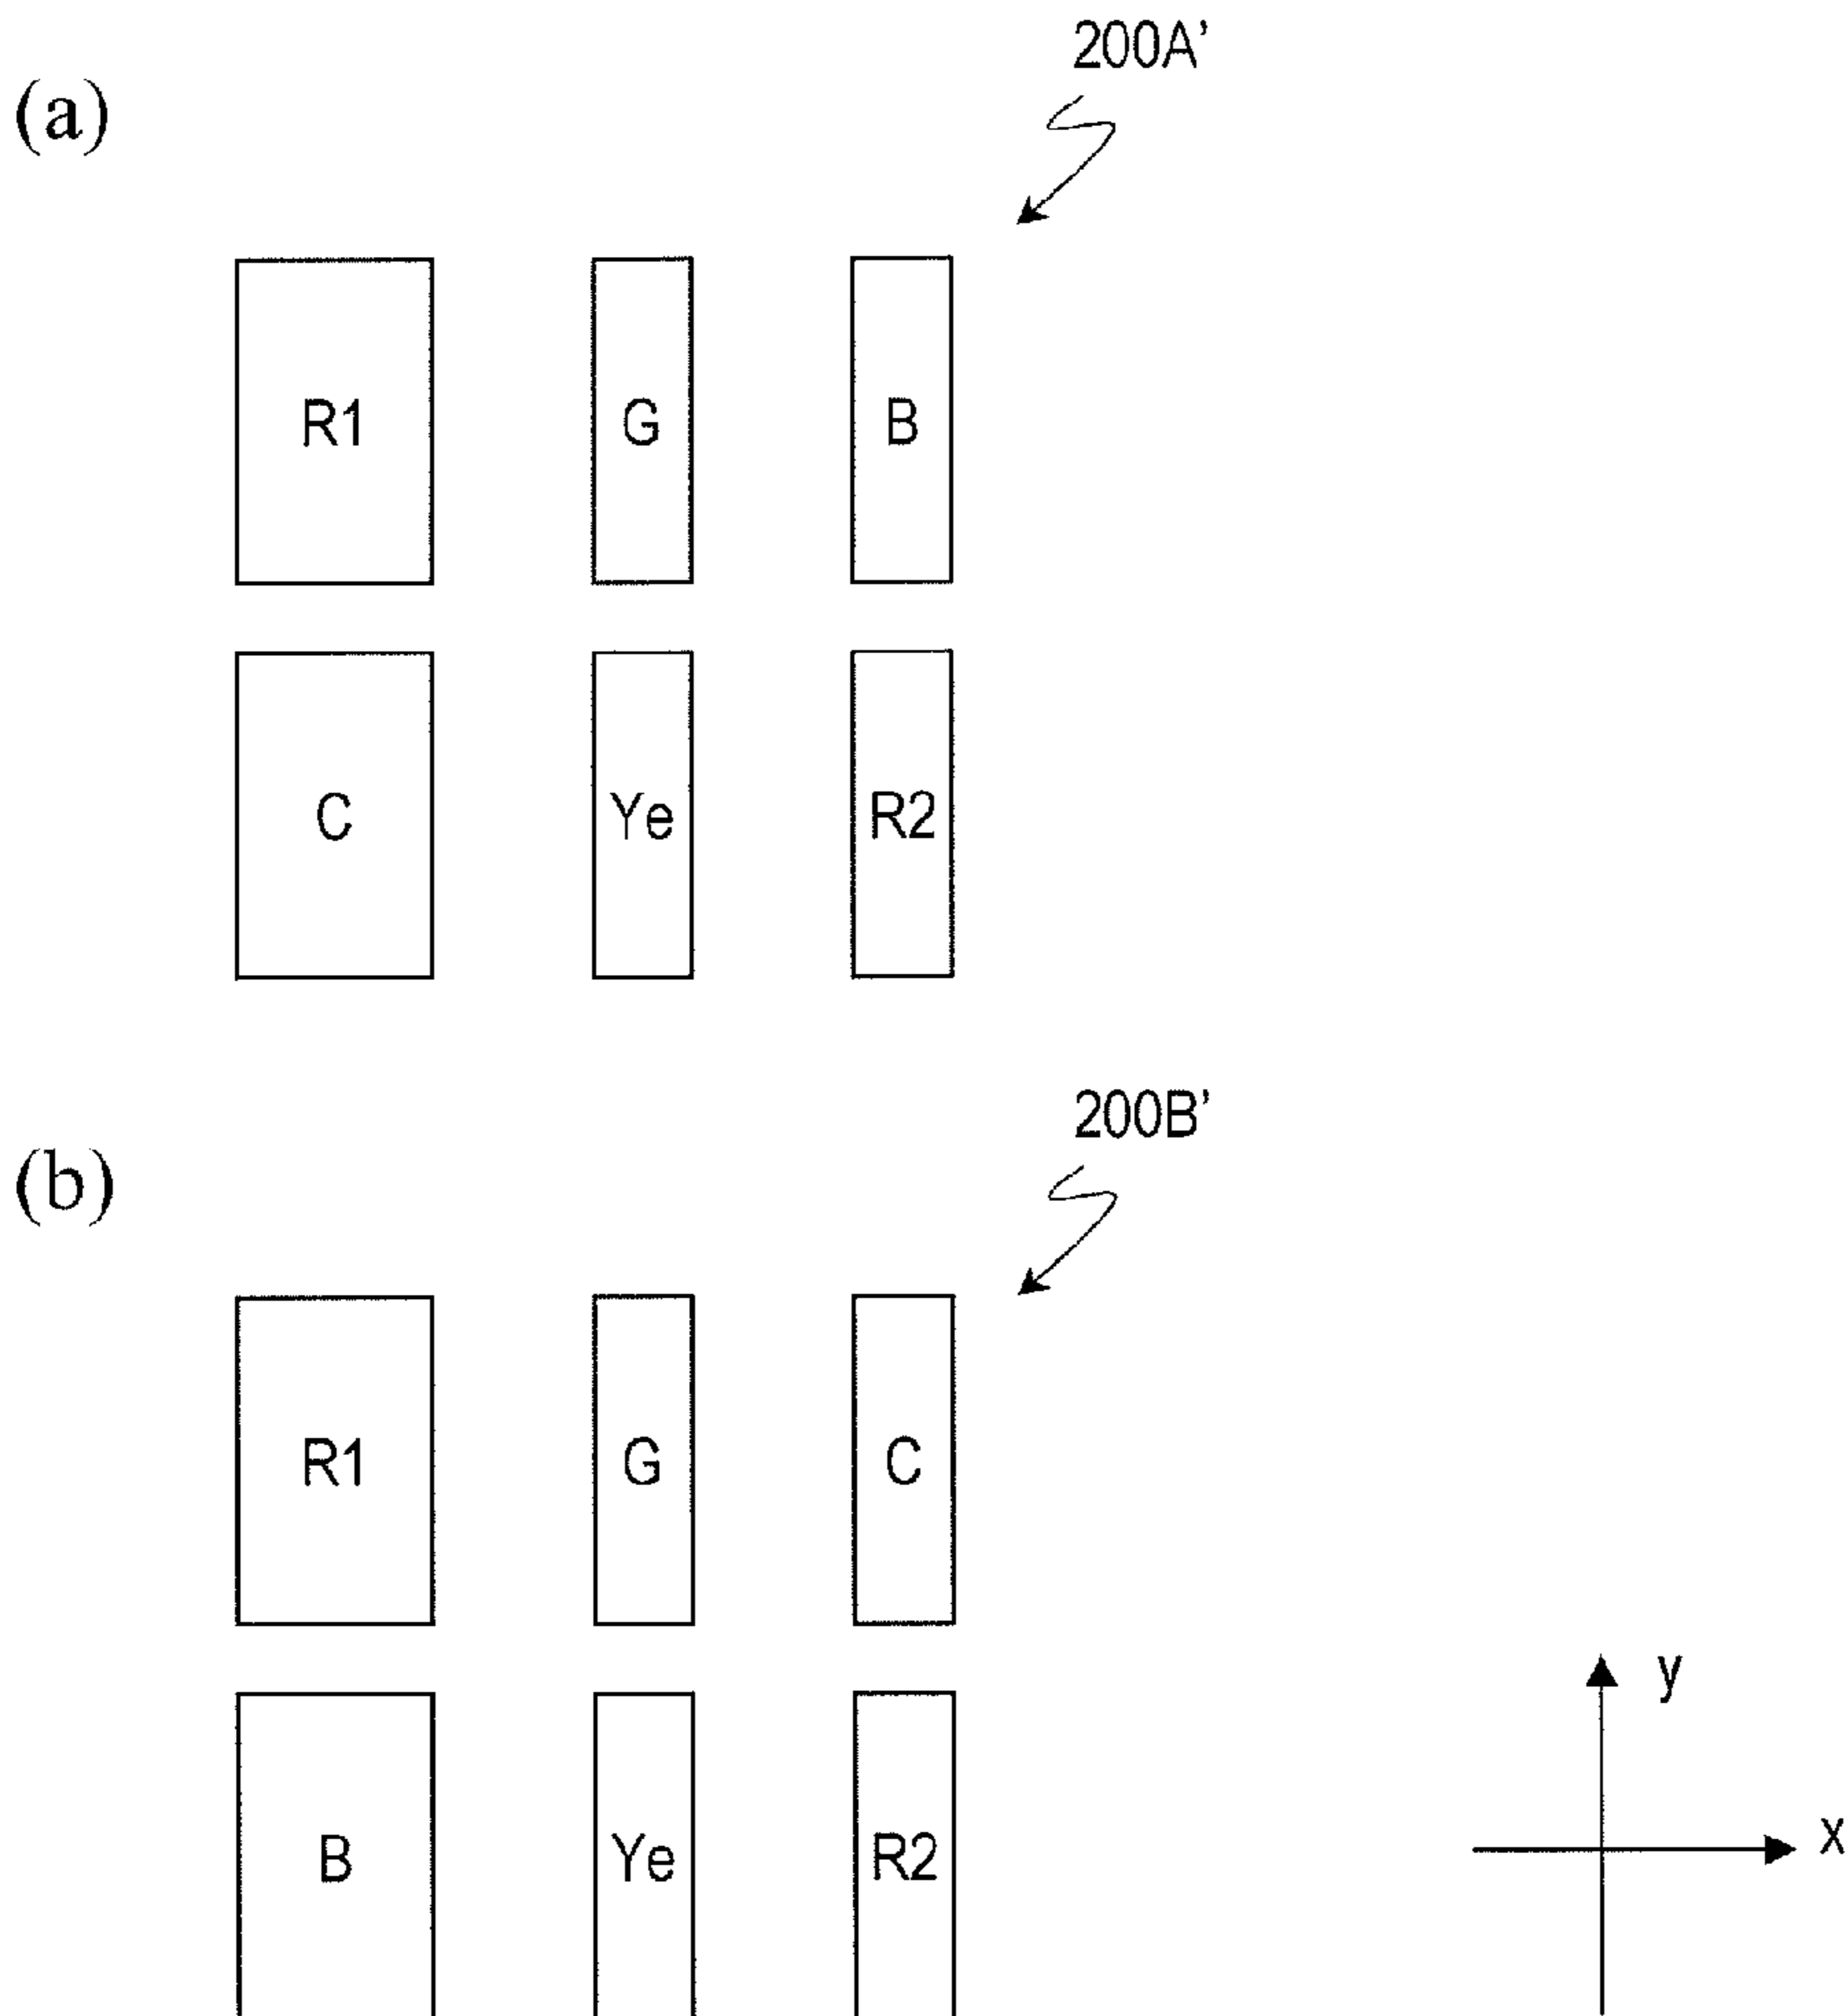 200A’
(a)
R1 G B
C Ye R2
200B’
(b)
R1 G C
y
B Ye R2
x